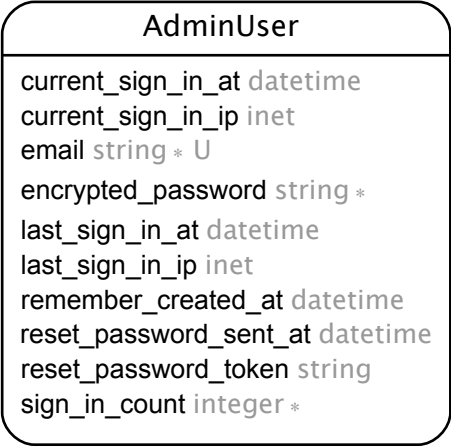 AdminUser
current_sign_in_at datetime
current_sign_in_ip inet
email string * U
encrypted_password string *
last_sign_in_at datetime
last_sign_in_ip inet
remember_created_at datetime
reset_password_sent_at datetime
reset_password_token string
sign_in_count integer *